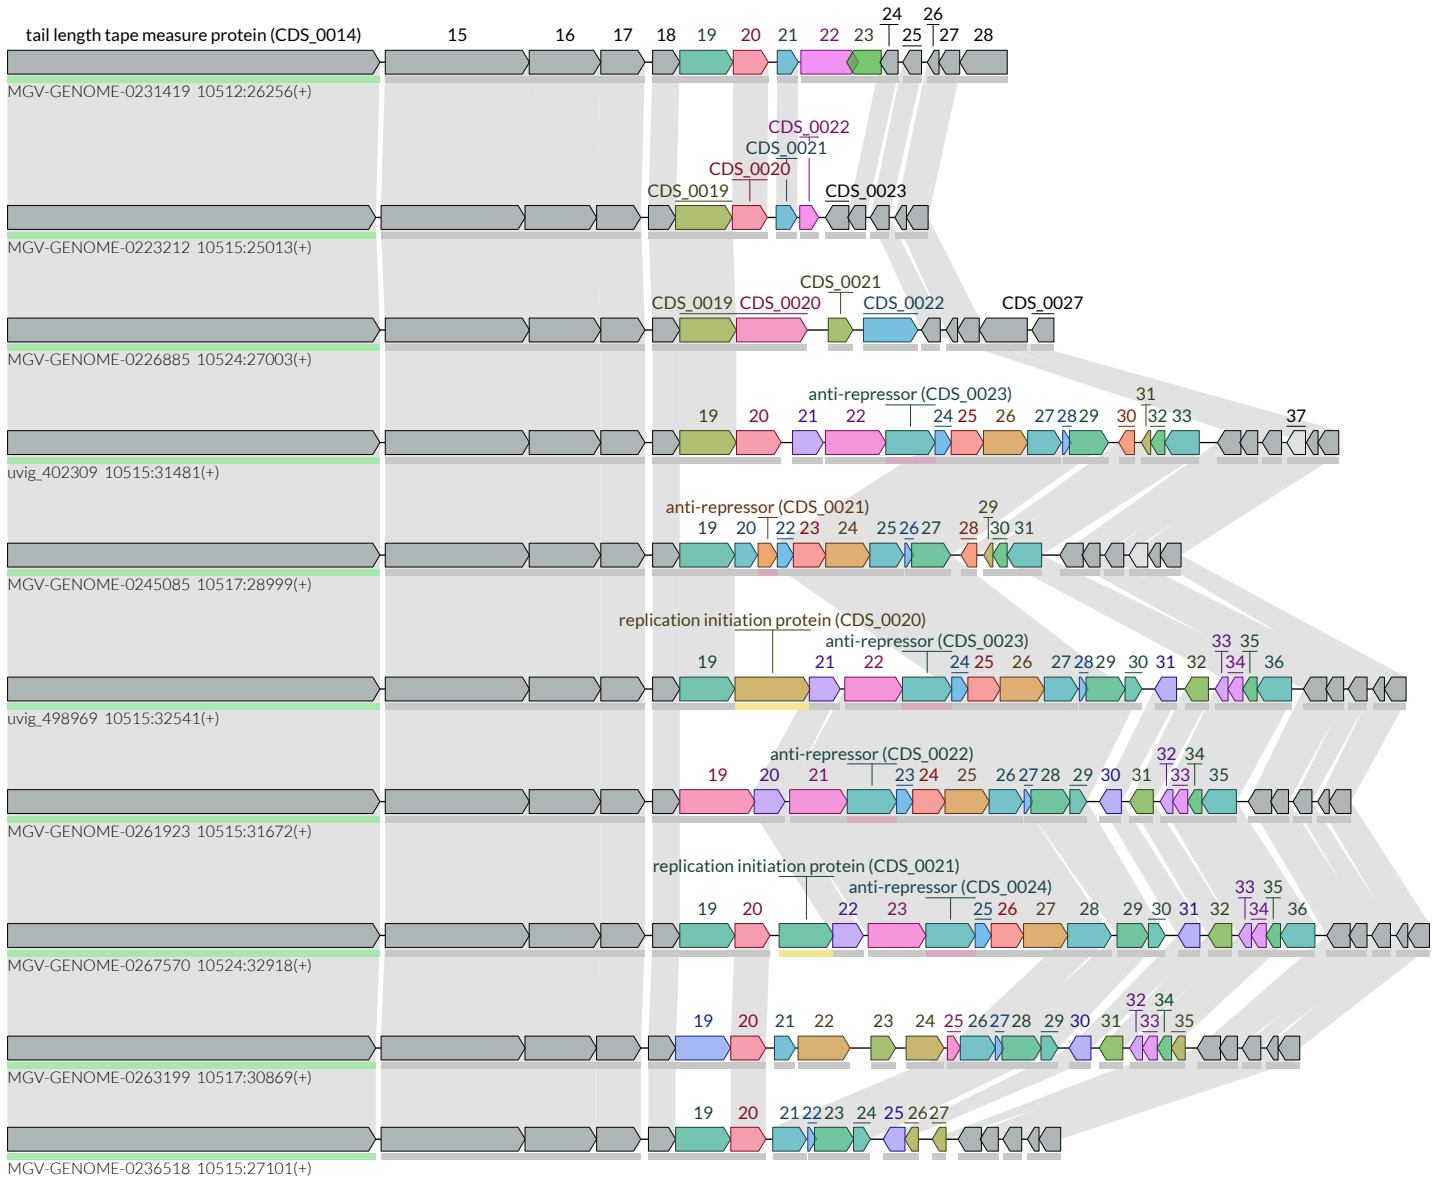 24 26
tail length tape measure protein (CDS_0014) 15 16 17 18 19 20 21 22 23 25 27 28
MGV-GENOME-0231419 10512:26256(+)
CDS_0022
CDS_0021
CDS_0020
CDS_0019 CDS_0023
MGV-GENOME-0223212 10515:25013(+)
CDS_0021
CDS_0019 CDS_0020 CDS_0022 CDS_0027
MGV-GENOME-0226885 10524:27003(+)
anti-repressor (CDS_0023) 31
19 20 21 22 24 25 26 27 28 29 30 32 33 37
uvig_402309 10515:31481(+)
anti-repressor (CDS_0021) 29
19 20 22 23 24 25 26 27 28 30 31
MGV-GENOME-0245085 10517:28999(+)
replication initiation protein (CDS_0020)
anti-repressor (CDS_0023) 33 35
19 21 22 24 25 26 27 28 29 30 31 32 34 36
uvig_498969 10515:32541(+)
anti-repressor (CDS_0022) 32 34
19 20 21 23 24 25 26 27 28 29 30 31 33 35
MGV-GENOME-0261923 10515:31672(+)
replication initiation protein (CDS_0021)
anti-repressor (CDS_0024) 33 35
19 20 22 23 25 26 27 28 29 30 31 32 34 36
MGV-GENOME-0267570 10524:32918(+)
32 34
19 20 21 22 23 24 25 26 27 28 29 30 31 33 35
MGV-GENOME-0263199 10517:30869(+)
19 20 21 22 23 24 25 26 27
MGV-GENOME-0236518 10515:27101(+)